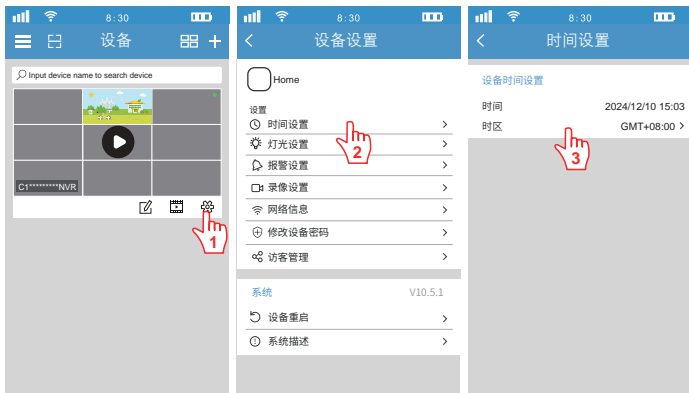 8:30
设备
Input device name to search device
C1*********NVR
1
8:30
设备设置
Home
设置
时间设置
灯光设置
2
报警设置
录像设置
网络信息
修改设备密码
访客管理
系统 V10.5.1
设备重启
系统描述
8:30
时间设置
设备时间设置
时间 2024/12/10 15:03
时区 GMT+08:00
3